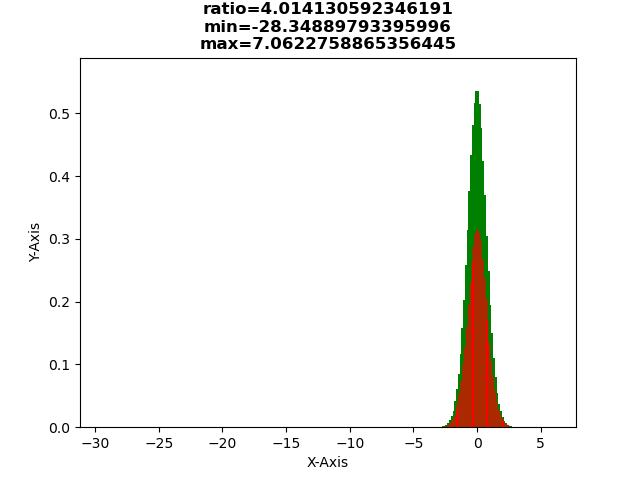 ratio=4.014130592346191
min=-28.34889793395996
max=7.0622758865356445
0.5
0.4
0.3
0.2
0.1
0.0
Y-Axis
−30 −25 −20 −15 −10 −5 0 5
X-Axis